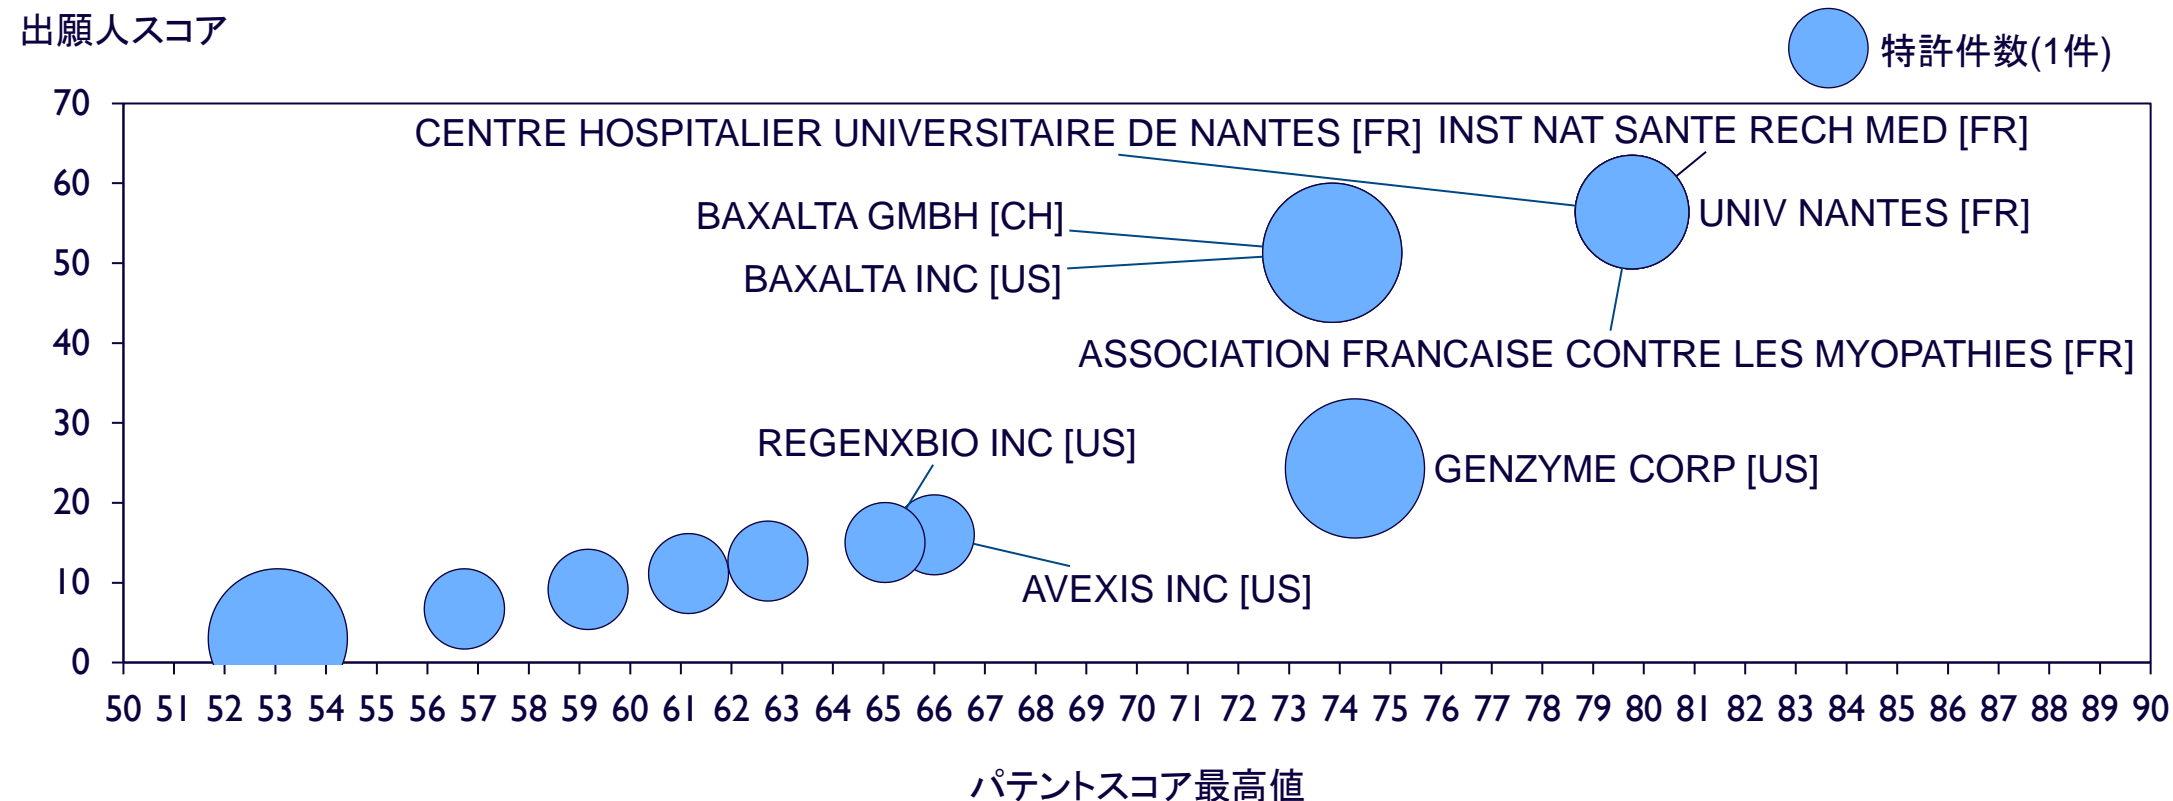 出願人スコア
特許件数(1件)
70
CENTRE HOSPITALIER UNIVERSITAIRE DE NANTES [FR]
INST NAT SANTE RECH MED [FR]
60
BAXALTA GMBH [CH]
UNIV NANTES [FR]
50
BAXALTA INC [US]
40
ASSOCIATION FRANCAISE CONTRE LES MYOPATHIES [FR]
30
REGENXBIO INC [US]
GENZYME CORP [US]
20
10
AVEXIS INC [US]
0
50 51 52 53 54 55 56 57 58 59 60 61 62 63 64 65 66 67 68 69 70 71 72 73 74 75 76 77 78 79 80 81 82 83 84 85 86 87 88 89 90
パテントスコア最高値